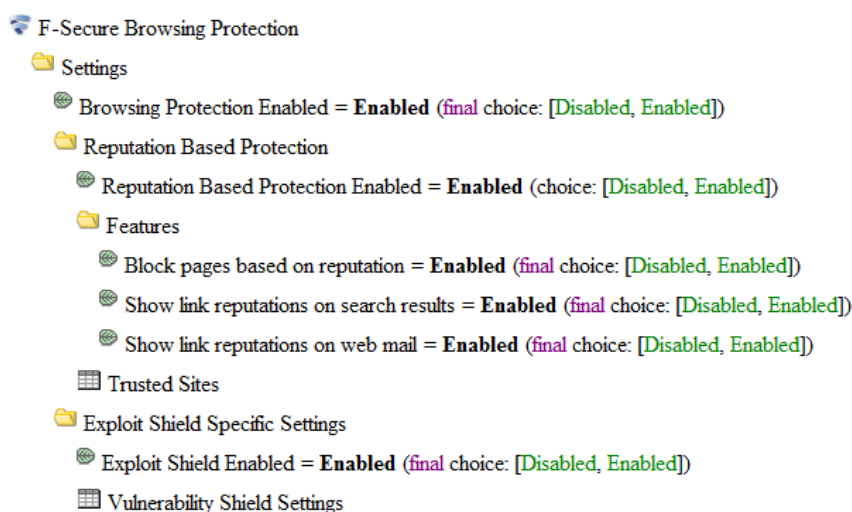 F-Secure Browsing Protection
Settings
Browsing Protection Enabled = Enabled (final choice: [Disabled, Enabled])
Reputation Based Protection
Reputation Based Protection Enabled = Enabled (choice: [Disabled, Enabled])
Features
Block pages based on reputation = Enabled (final choice: [Disabled, Enabled])
Show link reputations on search results = Enabled (final choice: [Disabled, Enabled])
Show link reputations on web mail = Enabled (final choice: [Disabled, Enabled])
Trusted Sites
Exploit Shield Specific Settings
Exploit Shield Enabled = Enabled (final choice: [Disabled, Enabled])
Vulnerability Shield Settings